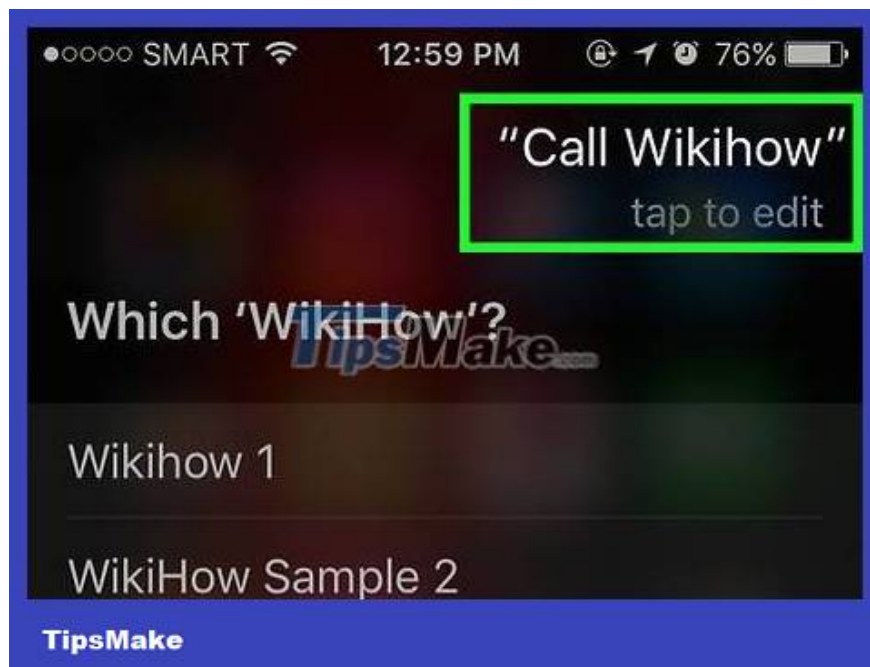 SMART 12:59 PM 76%
“Call Wikihow”
tap to edit
Which ‘WikiHow’?
TipsMake.com
Wikihow 1
WikiHow Sample 2
TipsMake